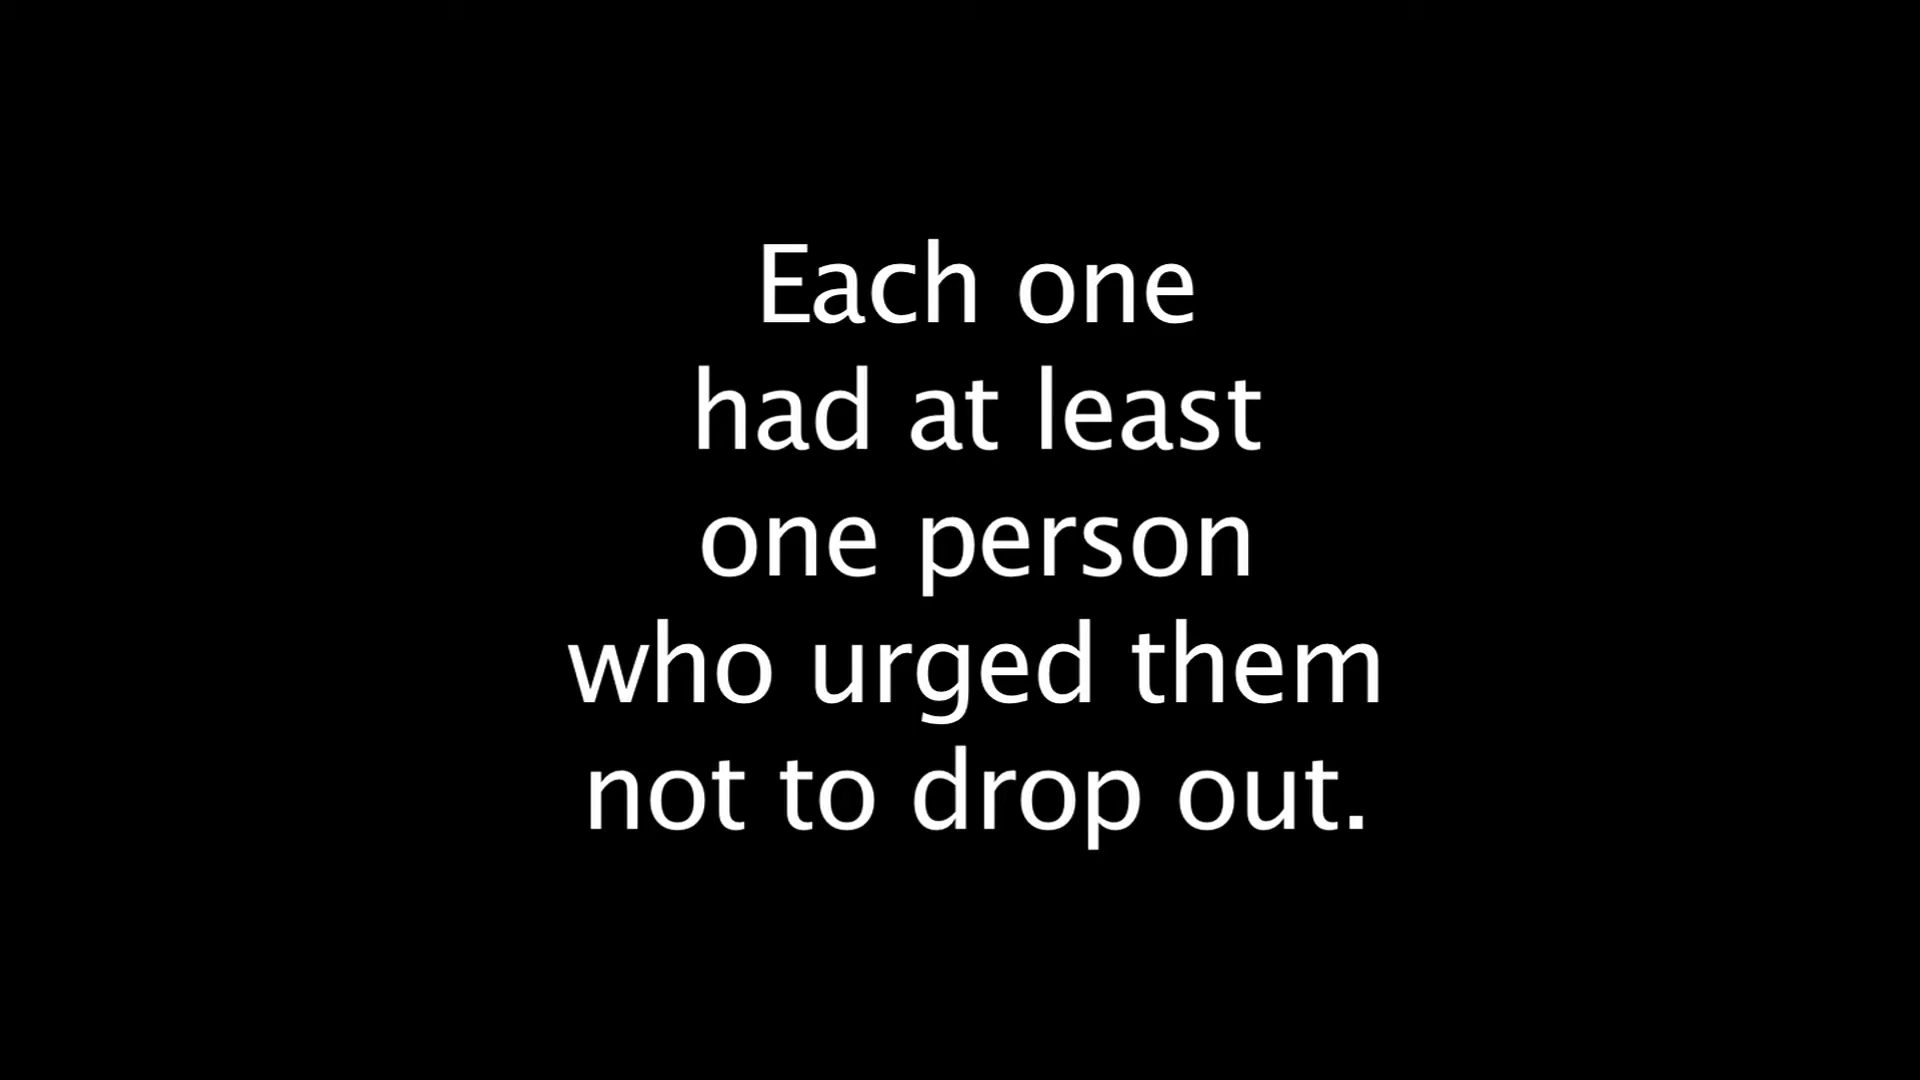 Each one
had at least
one person
who urged them
not to drop out.